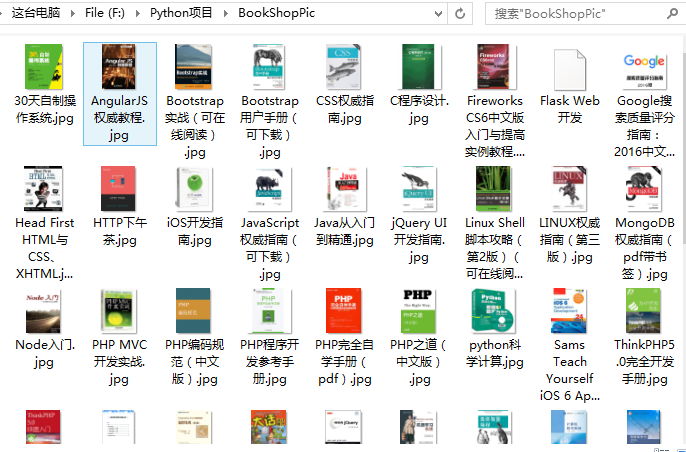 这台电脑 > File (F:) > Python项目 > BookShopPic
搜索"BookShopPic"
30天自制操作系统.jpg
AngularJS权威教程.jpg
Bootstrap实战（可在线阅读）.jpg
Bootstrap用户手册（可下载）.jpg
CSS权威指南.jpg
C程序设计.jpg
Fireworks CS6中文版入门与提高实例教程....
Flask Web开发
Google搜索质量评分指南：2016中文...
Head First HTML与CSS、XHTML.j...
HTTP下午茶.jpg
iOS开发指南.jpg
JavaScript权威指南（可下载）.jpg
Java从入门到精通.jpg
jQuery UI开发指南.jpg
Linux Shell脚本攻略（第2版）（可在线阅...
LINUX权威指南（第三版）.jpg
MongoDB权威指南（pdf带书签）.jpg
Node入门.jpg
PHP MVC开发实战.jpg
PHP编码规范（中文版）.jpg
PHP程序开发参考手册.jpg
PHP完全自学手册（pdf）.jpg
PHP之道（中文版）.jpg
python科学计算.jpg
Sams Teach Yourself iOS 6 Ap...
ThinkPHP5.0完全开发手册.jpg